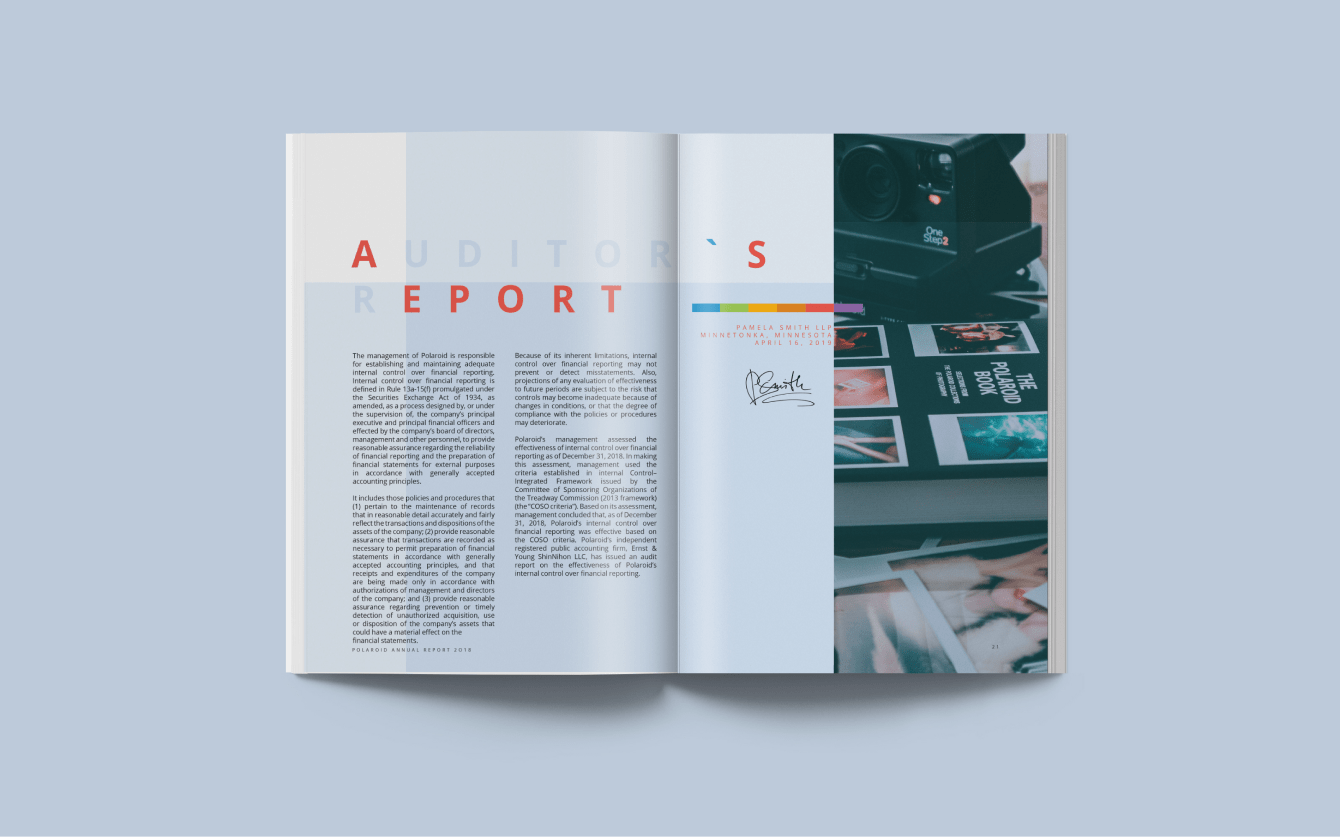 AUDITOR`S
REPORT
The management of Polaroid is responsible
for establishing and maintaining adequate
internal control over financial reporting.
Internal control over financial reporting is
defined in Rule 13a-15(f) promulgated under
the Securities Exchange Act of 1934, as
amended, as a process designed by, or under
the supervision of, the company's principal
executive and principal financial officers and
effected by the company's board of directors,
management and other personnel, to provide
reasonable assurance regarding the reliability
of financial reporting and the preparation of
financial statements for external purposes
in accordance with generally accepted
accounting principles.
It includes those policies and procedures that
(1) pertain to the maintenance of records
that in reasonable detail accurately and fairly
reflect the transactions and dispositions of the
assets of the company; (2) provide reasonable
assurance that transactions are recorded as
necessary to permit preparation of financial
statements in accordance with generally
accepted accounting principles, and that
receipts and expenditures of the company
are being made only in accordance with
authorizations of management and directors
of the company; and (3) provide reasonable
assurance regarding prevention or timely
detection of unauthorized acquisition, use
or disposition of the company's assets that
could have a material effect on the
financial statements.
POLAROID ANNUAL REPORT 2018
Because of its inherent limitations, internal
control over financial reporting may not
prevent or detect misstatements. Also,
projections of any evaluation of effectiveness
to future periods are subject to the risk that
controls may become inadequate because of
changes in conditions, or that the degree of
compliance with the policies or procedures
may deteriorate.
Polaroid's management assessed the
effectiveness of internal control over financial
reporting as of December 31, 2018. In making
this assessment, management used the
criteria established in internal Control–
Integrated Framework issued by the
Committee of Sponsoring Organizations of
the Treadway Commission (2013 framework)
(the "COSO criteria"). Based on its assessment,
management concluded that, as of December
31, 2018, Polaroid's internal control over
financial reporting was effective based on
the COSO criteria. Polaroid's independent
registered public accounting firm, Ernst &
Young ShinNihon LLC, has issued an audit
report on the effectiveness of Polaroid's
internal control over financial reporting.
PAMELA SMITH LLP
MINNETONKA, MINNESOTA
APRIL 16, 2019
PSmith
One
Step2
THE
POLAROID
BOOK
SELECTIONS FROM
THE POLAROID COLLECTIONS
OF PHOTOGRAPHY
21